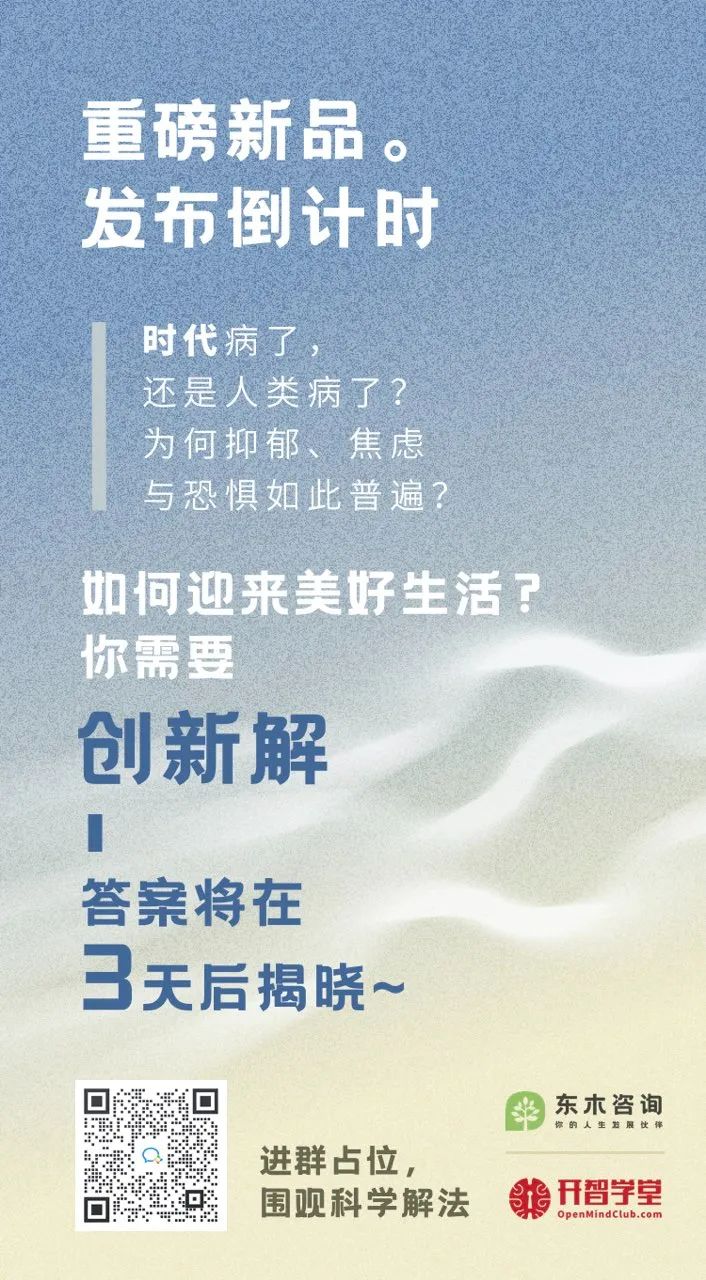 重磅新品。
发布倒计时
时代病了，
还是人类病了？
为何抑郁、焦虑
与恐惧如此普遍？
如何迎来美好生活？
你需要
创新解
答案将在
3天后揭晓~
进群占位，
围观科学解法
东木咨询
你的人生发展伙伴
开智学堂
OpenMindClub.com